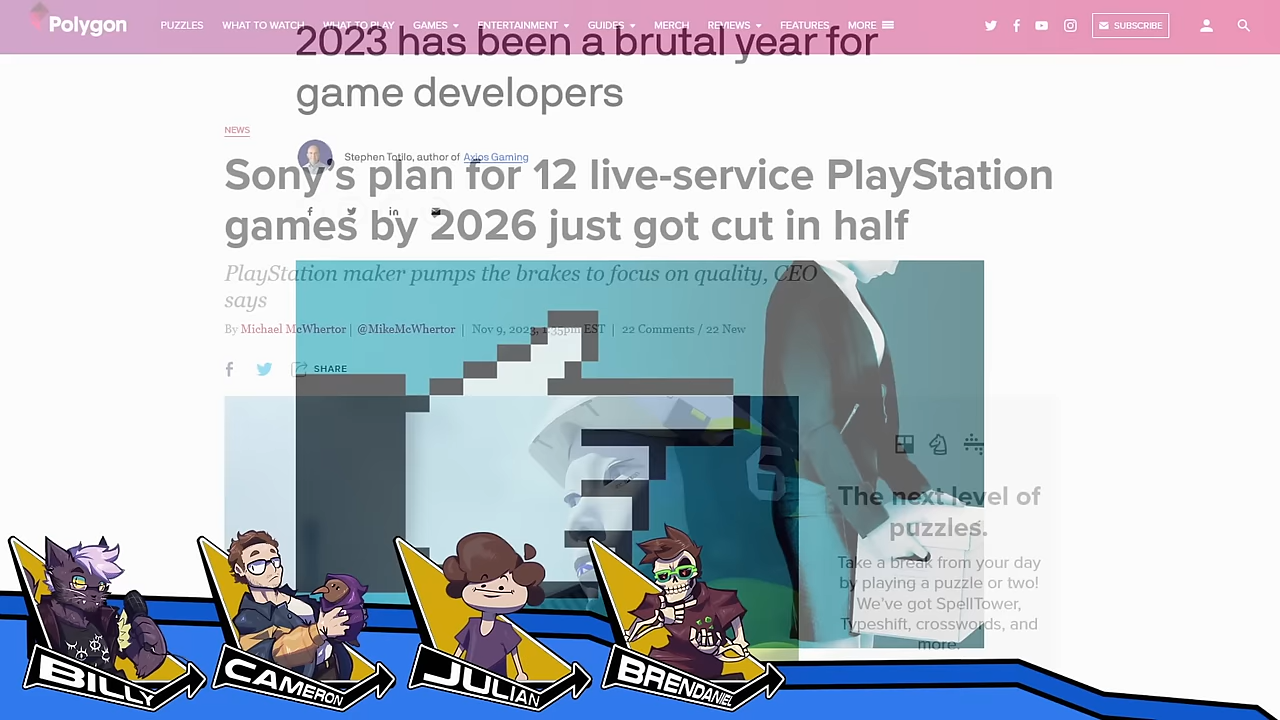 Polygon
PUZZLES WHAT TO WATCH WHAT TO PLAY GAMES ENTERTAINMENT GUIDES MERCH REVIEWS FEATURES MORE SUBSCRIBE
2023 has been a brutal year for
game developers
NEWS
Stephen Totilo, author of Axios Gaming
Sony's plan for 12 live-service PlayStation
games by 2026 just got cut in half
PlayStation maker pumps the brakes to focus on quality, CEO
says
By Michael McWhertor | @MikeMcWhertor | Nov 9, 2023, 1:35pm EST | 22 Comments / 22 New
SHARE
The next level of
puzzles.
Take a break from your day
by playing a puzzle or two!
We've got SpellTower,
Typeshift, crosswords, and
more.
6
BILLY
CAMERON
JULIAN
BRENDANIEL